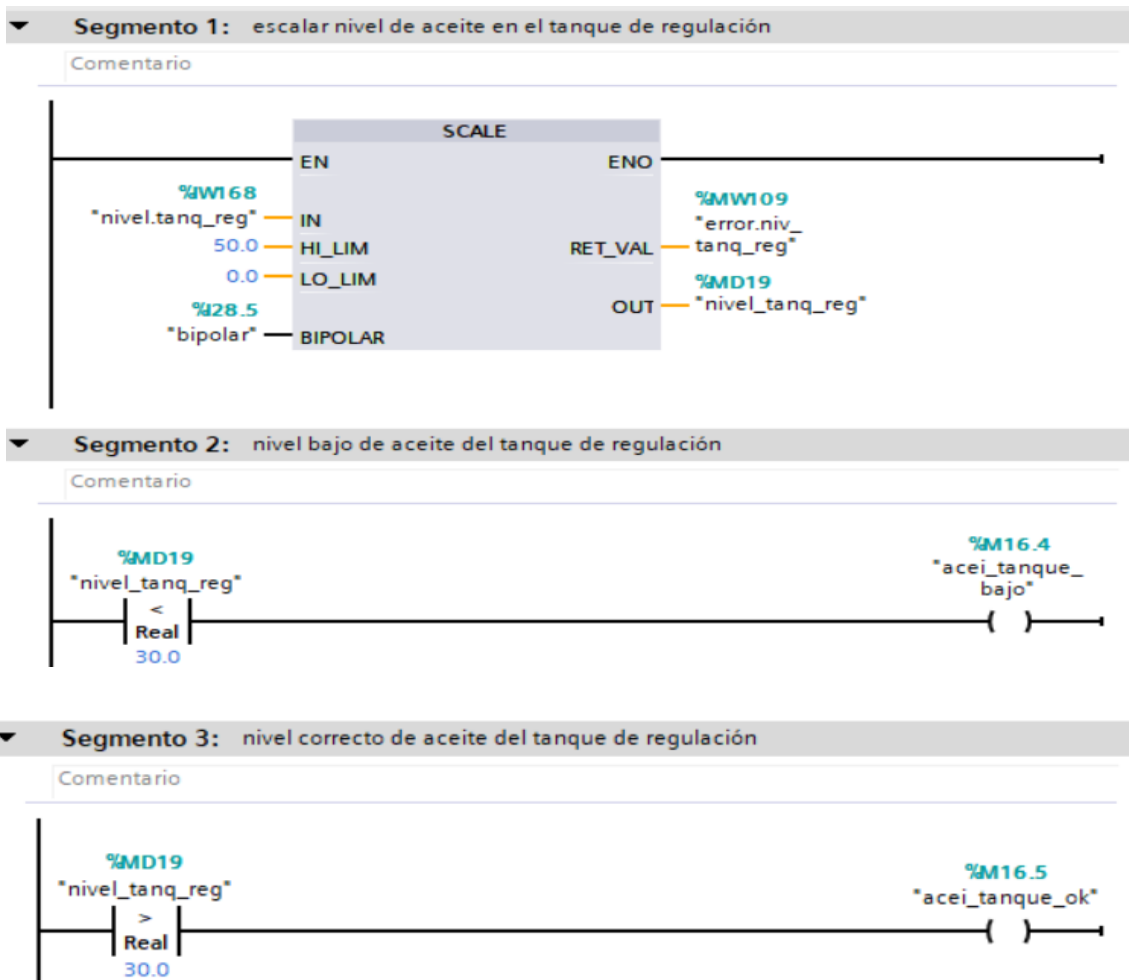 Segmento 1: escalar nivel de aceite en el tanque de regulación
Comentario
SCALE
EN ENO
%IW168
"nivel.tanq_reg" IN
50.0 HI_LIM
0.0 LO_LIM
%I28.5
"bipolar" BIPOLAR
%MW109
"error.niv_
RET_VAL tanq_reg"
%MD19
OUT "nivel_tanq_reg"
Segmento 2: nivel bajo de aceite del tanque de regulación
Comentario
%MD19
"nivel_tanq_reg"
<
Real
30.0
%M16.4
"acei_tanque_
bajo"
( )
Segmento 3: nivel correcto de aceite del tanque de regulación
Comentario
%MD19
"nivel_tanq_reg"
>
Real
30.0
%M16.5
"acei_tanque_ok"
( )